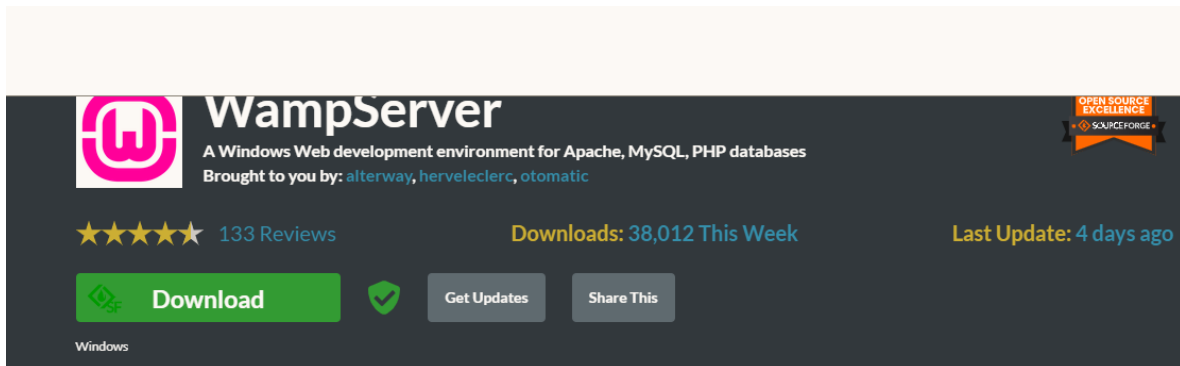 WampServer
OPEN SOURCE
EXCELLENCE
SOURCEFORGE
A Windows Web development environment for Apache, MySQL, PHP databases
Brought to you by: alterway, herveleclerc, otomatic
133 Reviews
Downloads: 38,012 This Week
Last Update: 4 days ago
SF
Download
Get Updates
Share This
Windows